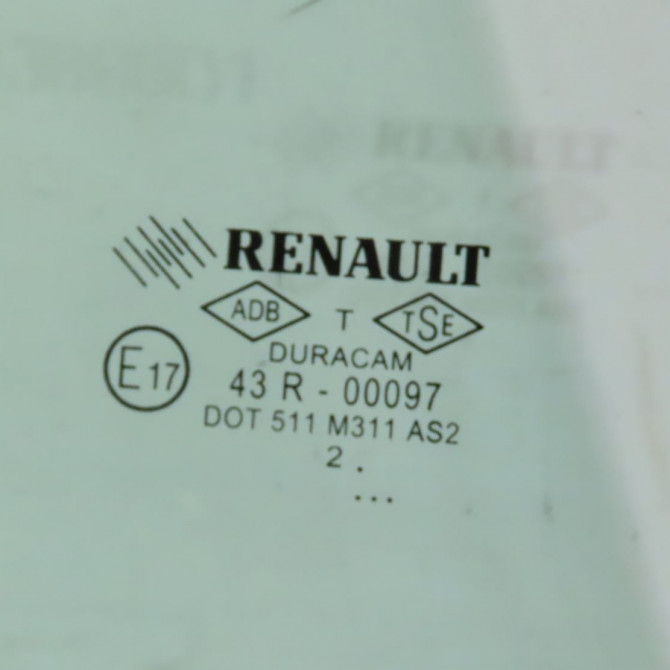 RENAULT
ADB T TSE
DURACAM
E17 43 R - 00097
DOT 511 M311 AS2
2 .
...